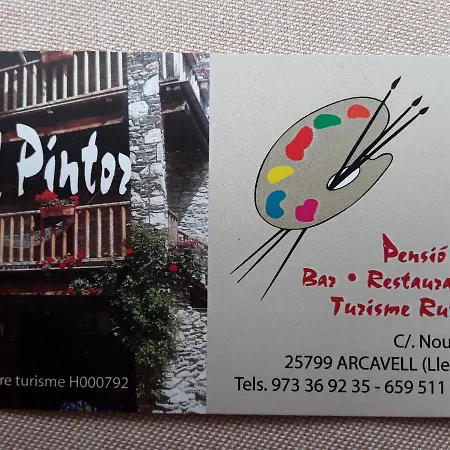 l Pintor
Pensió
Bar • Restaura
Turisme Ru
C/. Nou
25799 ARCAVELL (Lle
Tels. 973 36 92 35 - 659 511
re turisme H000792